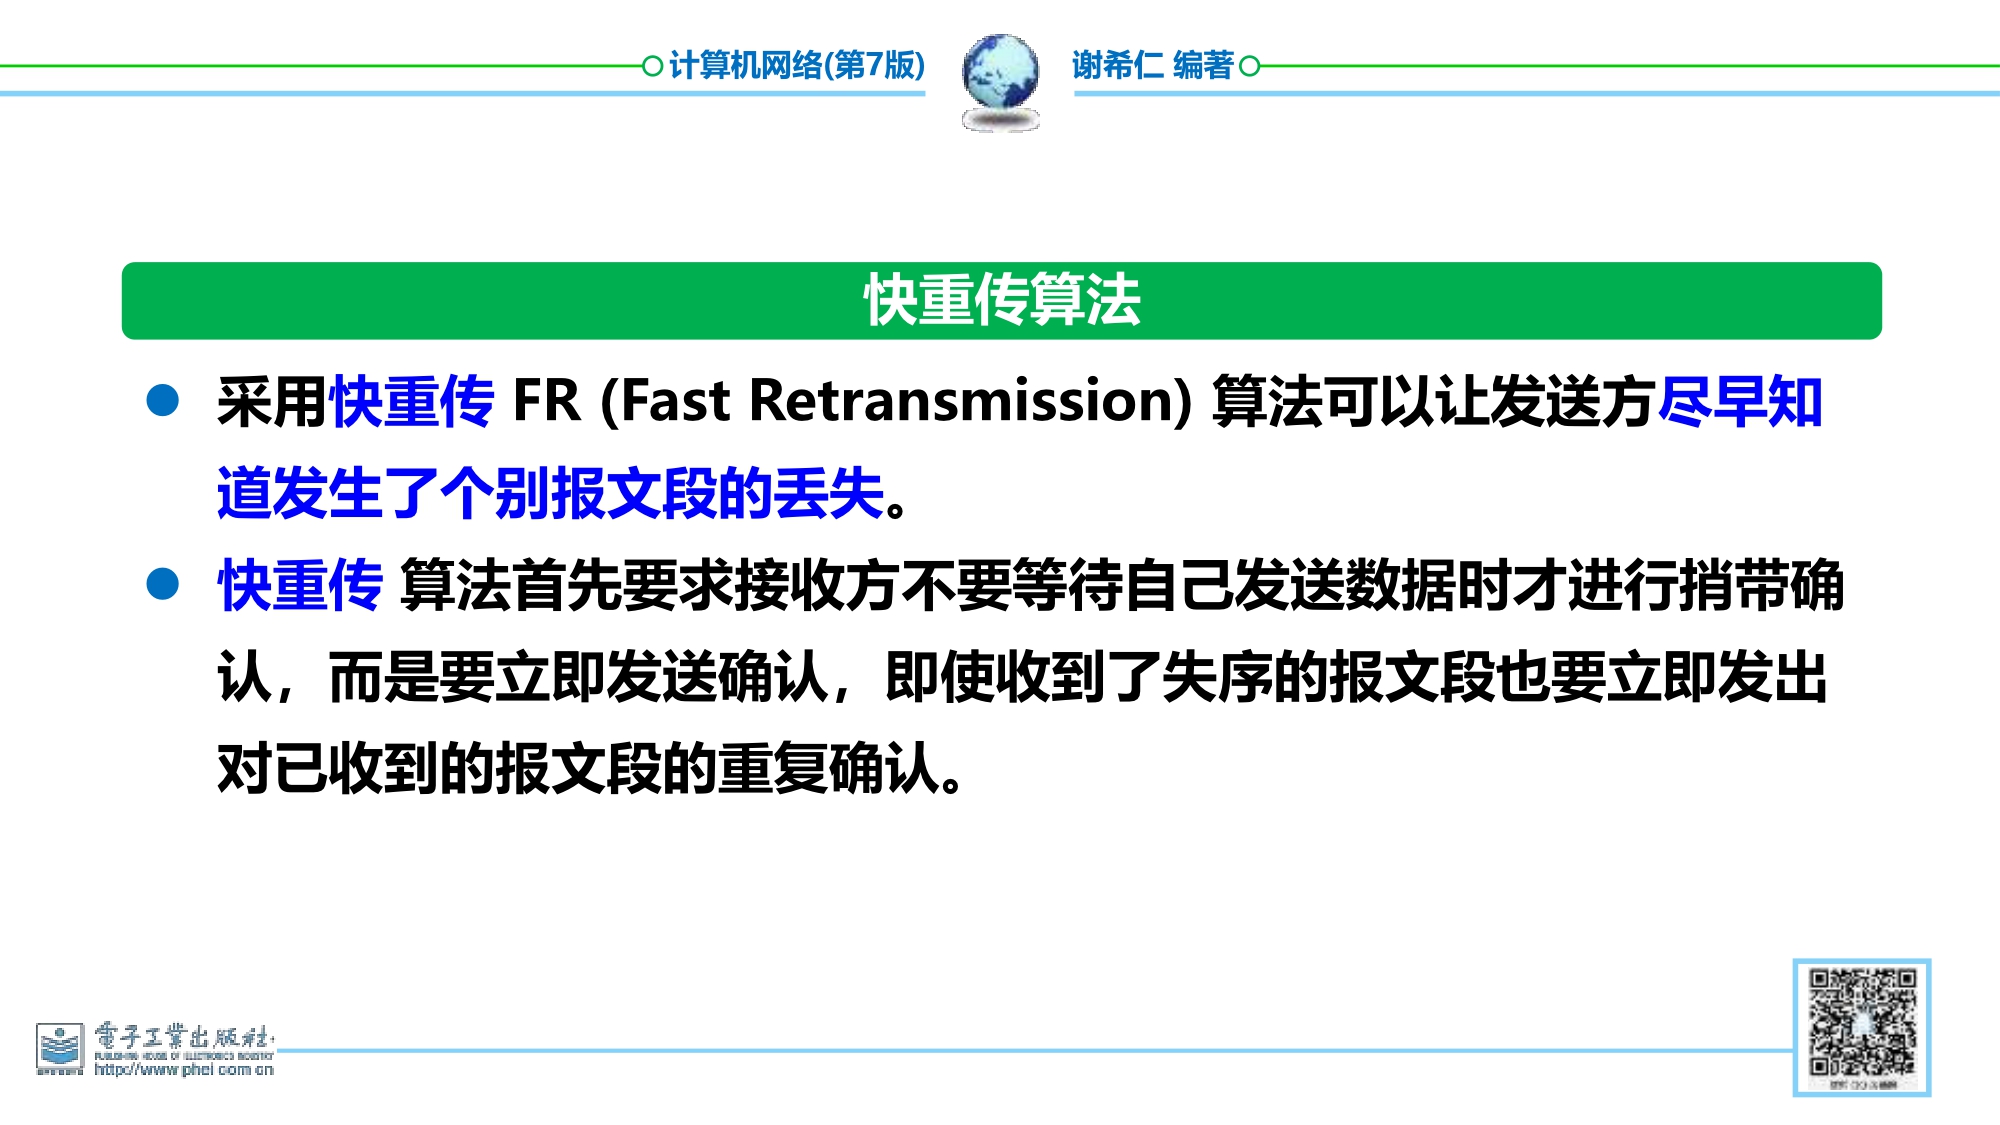 计算机网络(第7版)
谢希仁 编著
快重传算法
采用快重传 FR (Fast Retransmission) 算法可以让发送方尽早知
道发生了个别报文段的丢失。
快重传 算法首先要求接收方不要等待自己发送数据时才进行捎带确
认，而是要立即发送确认，即使收到了失序的报文段也要立即发出
对已收到的报文段的重复确认。
電子工業出版社
PUBLISHING HOUSE OF ELECTRONICS INDUSTRY
http://www.phei.com.cn